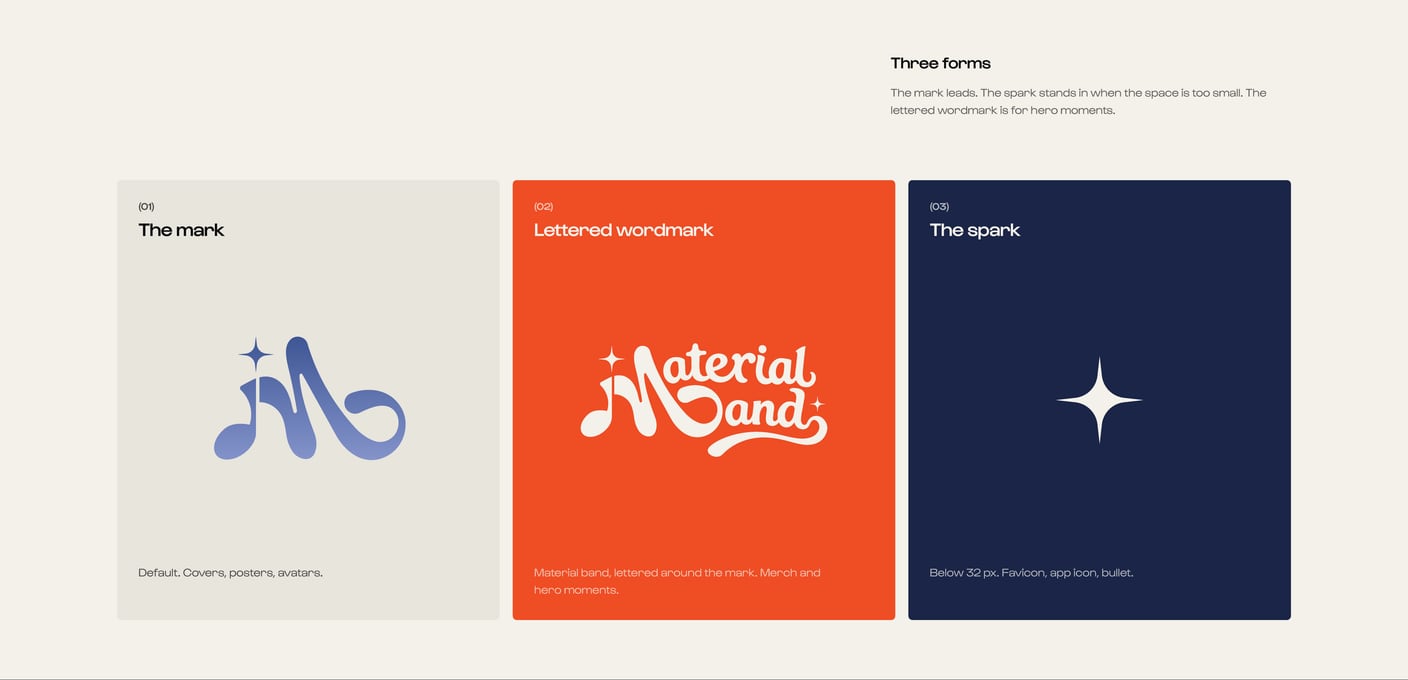 Three forms
The mark leads. The spark stands in when the space is too small. The
lettered wordmark is for hero moments.
(01)
The mark
M
Default. Covers, posters, avatars.
(02)
Lettered wordmark
Material
band
Material band, lettered around the mark. Merch and
hero moments.
(03)
The spark
Below 32 px. Favicon, app icon, bullet.